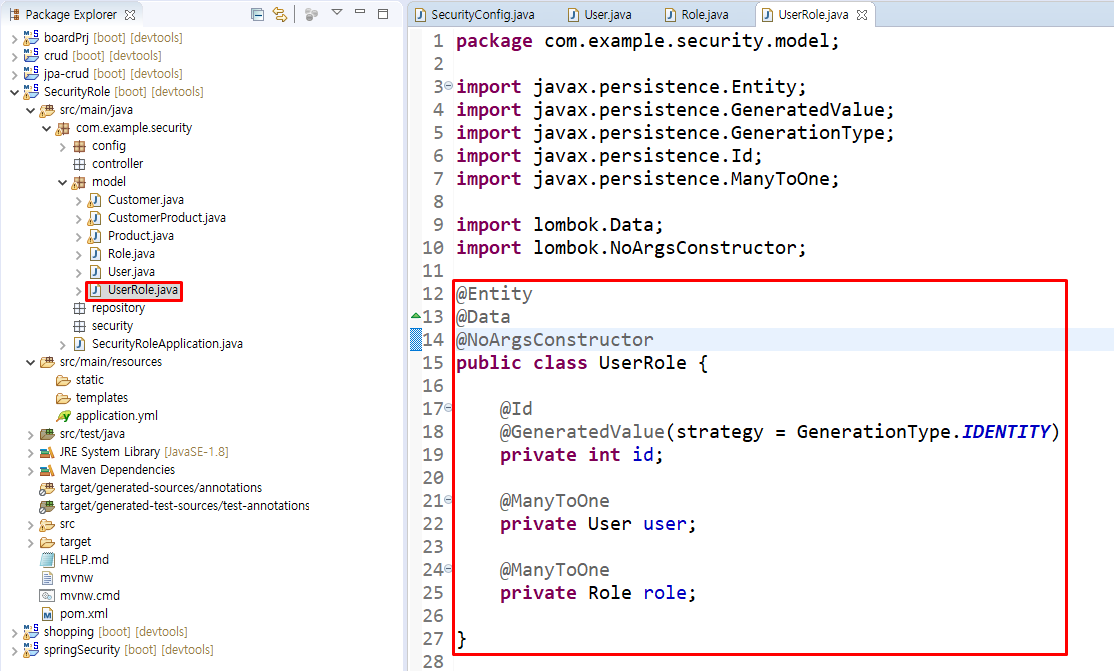 Package Explorer
boardPrj [boot] [devtools]
crud [boot] [devtools]
jpa-crud [boot] [devtools]
SecurityRole [boot] [devtools]
src/main/java
com.example.security
config
controller
model
Customer.java
CustomerProduct.java
Product.java
Role.java
User.java
UserRole.java
repository
security
SecurityRoleApplication.java
src/main/resources
static
templates
application.yml
src/test/java
JRE System Library [JavaSE-1.8]
Maven Dependencies
target/generated-sources/annotations
target/generated-test-sources/test-annotations
src
target
HELP.md
mvnw
mvnw.cmd
pom.xml
shopping [boot] [devtools]
springSecurity [boot] [devtools]
SecurityConfig.java User.java Role.java UserRole.java
1 package com.example.security.model;
2
3 import javax.persistence.Entity;
4 import javax.persistence.GeneratedValue;
5 import javax.persistence.GenerationType;
6 import javax.persistence.Id;
7 import javax.persistence.ManyToOne;
8
9 import lombok.Data;
10 import lombok.NoArgsConstructor;
11
12 @Entity
13 @Data
14 @NoArgsConstructor
15 public class UserRole {
16
17 @Id
18 @GeneratedValue(strategy = GenerationType.IDENTITY)
19 private int id;
20
21 @ManyToOne
22 private User user;
23
24 @ManyToOne
25 private Role role;
26
27 }
28